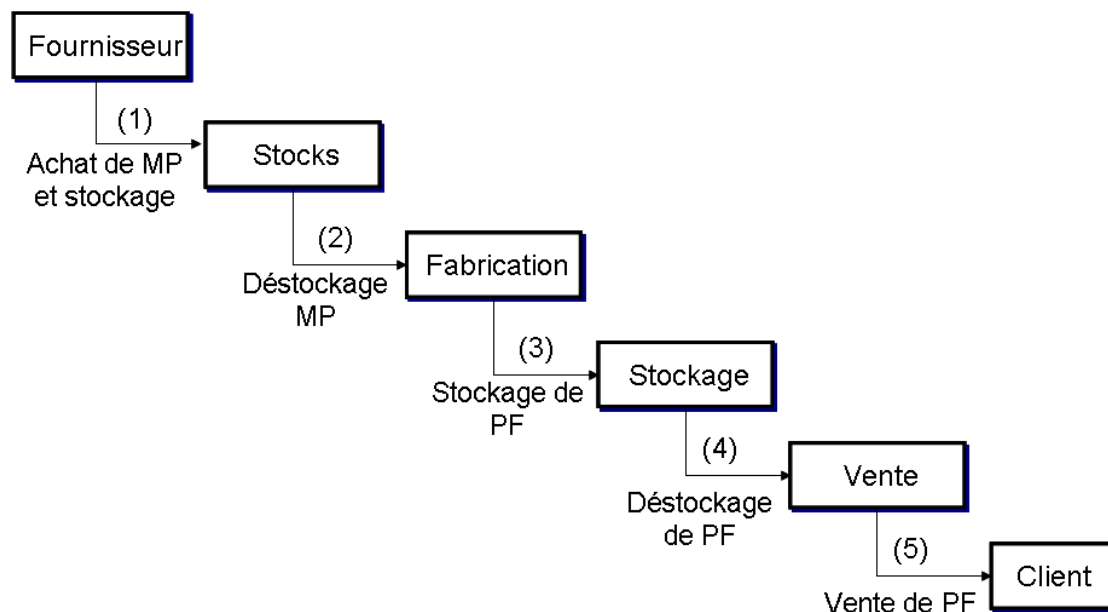 Fournisseur
(1)
Achat de MP
et stockage
Stocks
(2)
Déstockage
MP
Fabrication
(3)
Stockage de
PF
Stockage
(4)
Déstockage
de PF
Vente
(5)
Vente de PF
Client